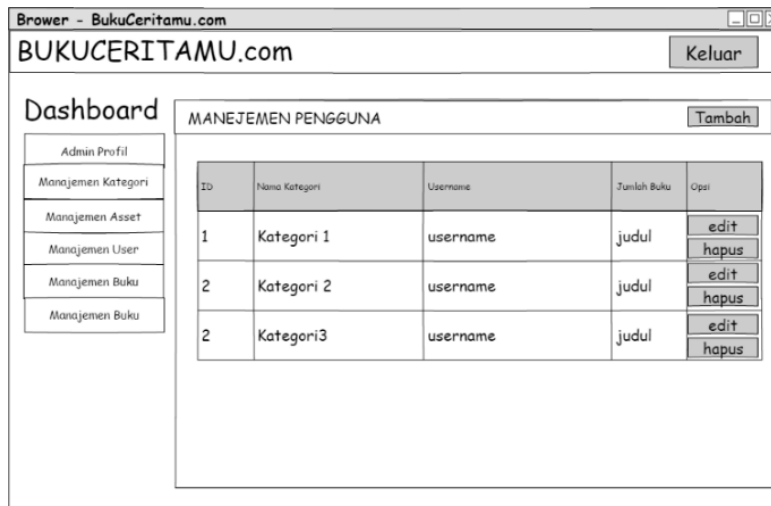 Brower - BukuCeritamu.com
BUKUCERITAMU.com
Keluar
Dashboard
Admin Profil
Manajemen Kategori
Manajemen Asset
Manajemen User
Manajemen Buku
Manajemen Buku
MANEJEMEN PENGGUNA
Tambah
ID Nama Kategori Username Jumlah Buku Opsi
1 Kategori 1 username judul edit
hapus
2 Kategori 2 username judul edit
hapus
2 Kategori3 username judul edit
hapus